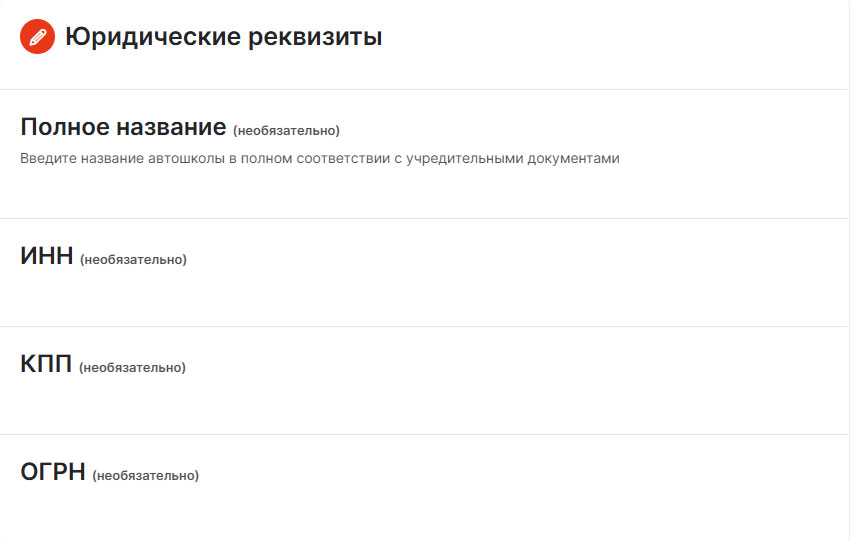 Юридические реквизиты
Полное название (необязательно)
Введите название автошколы в полном соответствии с учредительными документами
ИНН (необязательно)
КПП (необязательно)
ОГРН (необязательно)